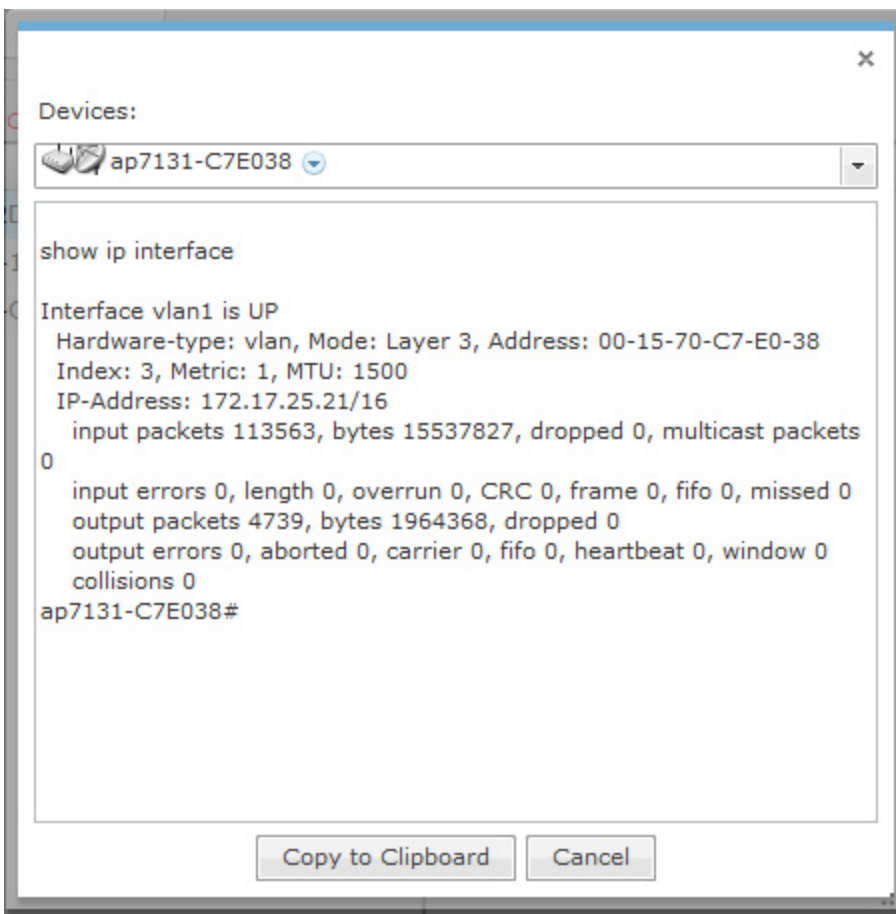 Devices:
ap7131-C7E038
show ip interface
Interface vlan1 is UP
Hardware-type: vlan, Mode: Layer 3, Address: 00-15-70-C7-E0-38
Index: 3, Metric: 1, MTU: 1500
IP-Address: 172.17.25.21/16
input packets 113563, bytes 15537827, dropped 0, multicast packets
0
input errors 0, length 0, overrun 0, CRC 0, frame 0, fifo 0, missed 0
output packets 4739, bytes 1964368, dropped 0
output errors 0, aborted 0, carrier 0, fifo 0, heartbeat 0, window 0
collisions 0
ap7131-C7E038#
Copy to Clipboard
Cancel